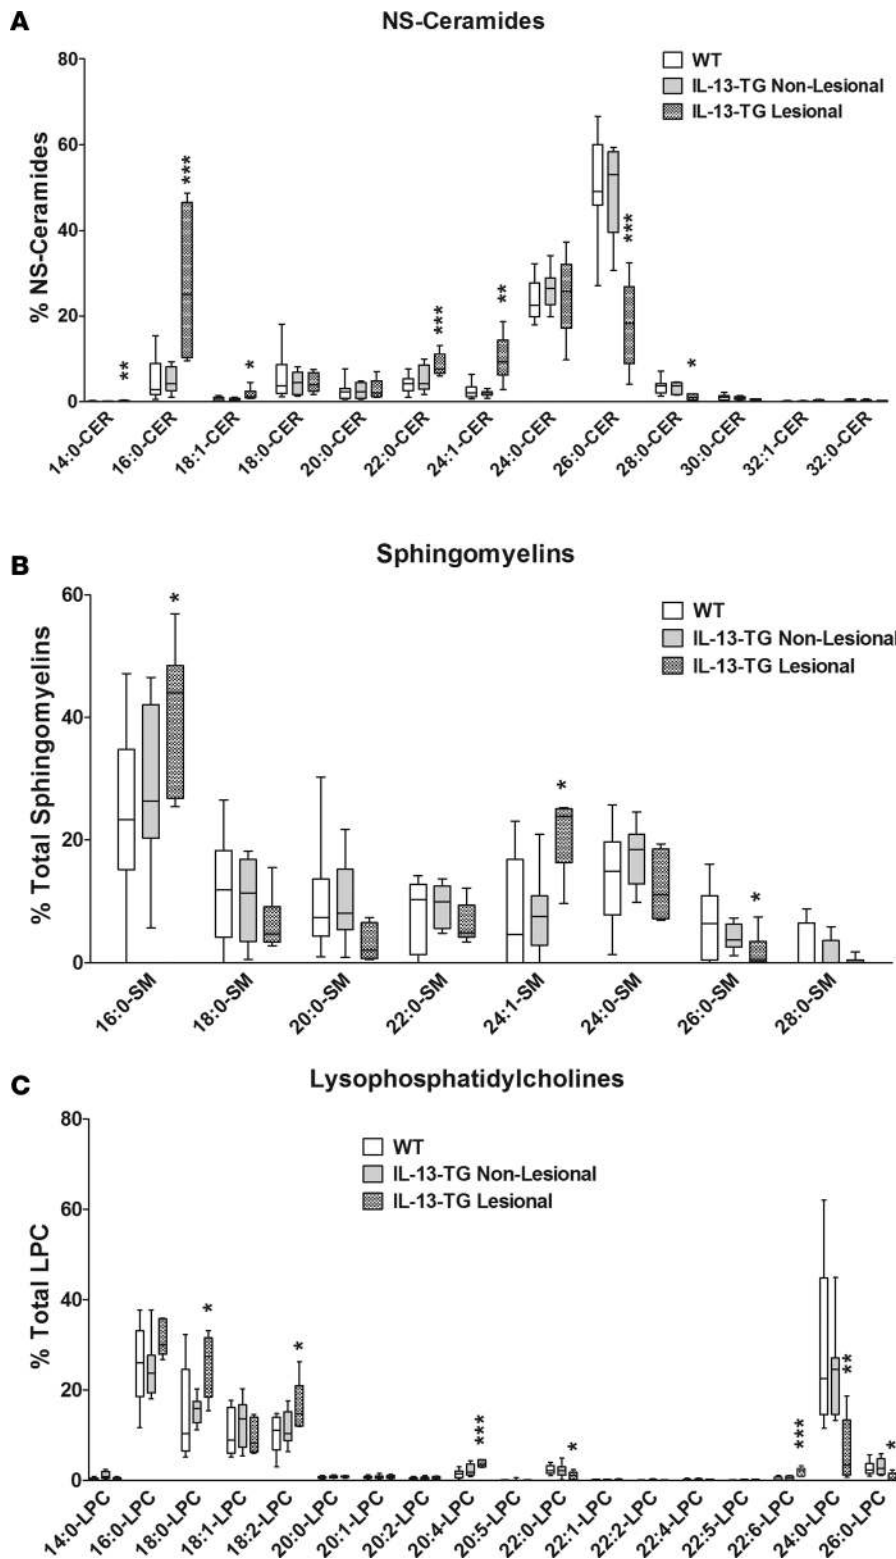 A
NS-Ceramides
% NS-Ceramides
80
60
40
20
0
WT
IL-13-TG Non-Lesional
IL-13-TG Lesional
**
***
*
***
**
***
*
14:0-CER
16:0-CER
18:1-CER
18:0-CER
20:0-CER
22:0-CER
24:1-CER
24:0-CER
26:0-CER
28:0-CER
30:0-CER
32:1-CER
32:0-CER
B
Sphingomyelins
% Total Sphingomyelins
60
40
20
0
WT
IL-13-TG Non-Lesional
IL-13-TG Lesional
*
*
*
16:0-SM
18:0-SM
20:0-SM
22:0-SM
24:1-SM
24:0-SM
26:0-SM
28:0-SM
C
Lysophosphatidylcholines
% Total LPC
80
60
40
20
0
WT
IL-13-TG Non-Lesional
IL-13-TG Lesional
*
*
***
*
***
**
*
14:0-LPC
16:0-LPC
18:0-LPC
18:1-LPC
18:2-LPC
20:0-LPC
20:1-LPC
20:2-LPC
20:4-LPC
20:5-LPC
22:0-LPC
22:1-LPC
22:2-LPC
22:4-LPC
22:5-LPC
22:6-LPC
24:0-LPC
26:0-LPC